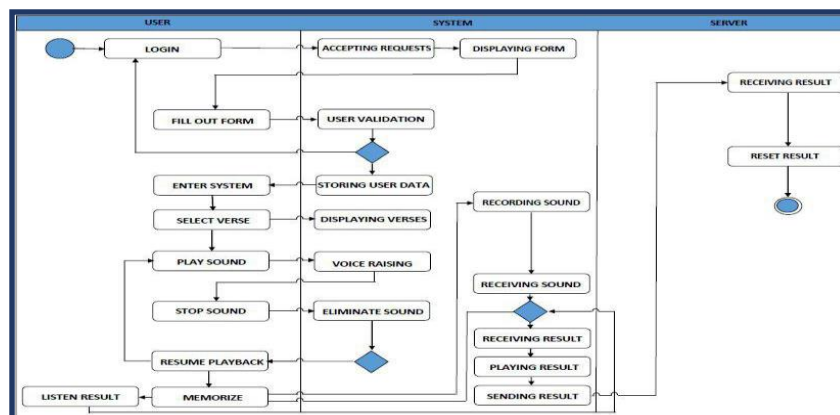 USER
SYSTEM
SERVER
LOGIN
ACCEPTING REQUESTS
DISPLAYING FORM
RECEIVING RESULT
FILL OUT FORM
USER VALIDATION
RESET RESULT
ENTER SYSTEM
STORING USER DATA
RECORDING SOUND
SELECT VERSE
DISPLAYING VERSES
PLAY SOUND
VOICE RAISING
RECEIVING SOUND
STOP SOUND
ELIMINATE SOUND
RECEIVING RESULT
RESUME PLAYBACK
PLAYING RESULT
LISTEN RESULT
MEMORIZE
SENDING RESULT